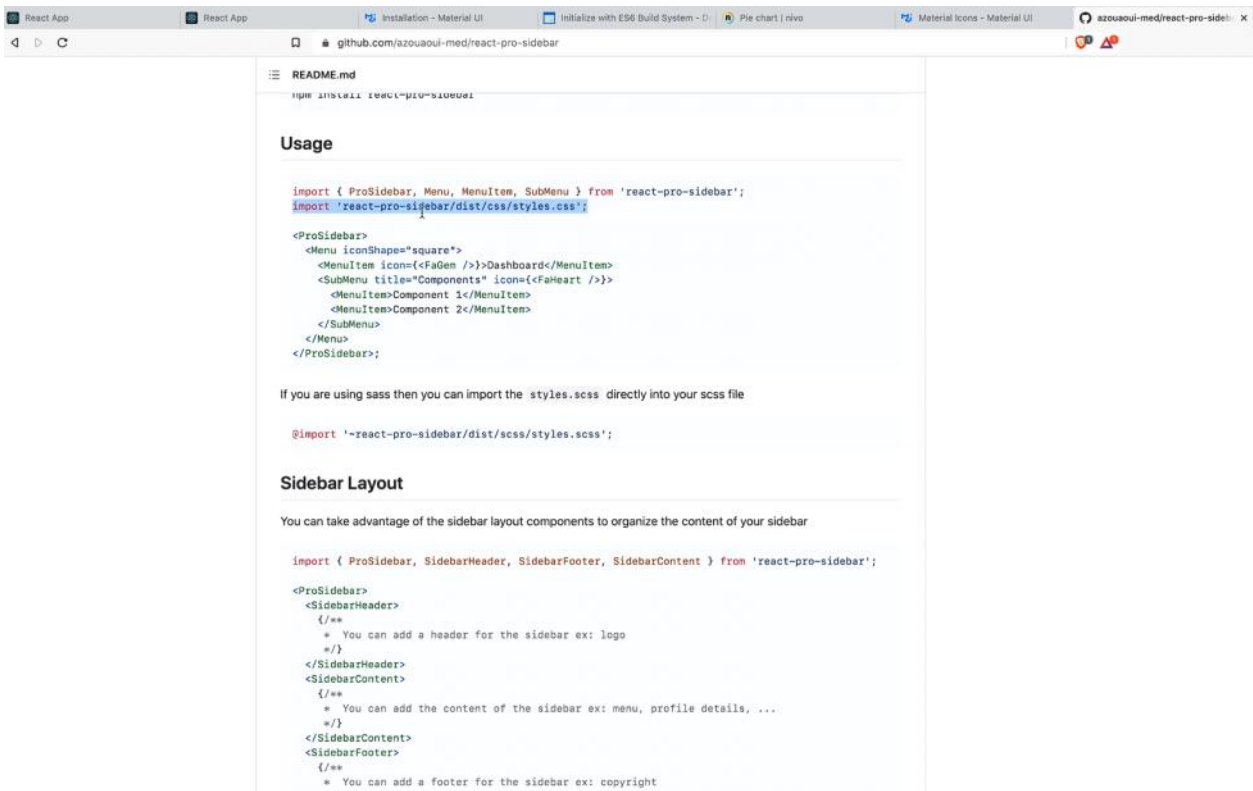 React App
React App
Installation - Material UI
Initialize with ES6 Build System - D
Pie chart | nivo
Material Icons - Material UI
azouaoui-med/react-pro-sideb
github.com/azouaoui-med/react-pro-sidebar
README.md
npm install react-pro-sidebar
Usage
import { ProSidebar, Menu, MenuItem, SubMenu } from 'react-pro-sidebar';
import 'react-pro-sidebar/dist/css/styles.css';
<ProSidebar>
<Menu iconShape="square">
<MenuItem icon={<FaGem />}>Dashboard</MenuItem>
<SubMenu title="Components" icon={<FaHeart />}>
<MenuItem>Component 1</MenuItem>
<MenuItem>Component 2</MenuItem>
</SubMenu>
</Menu>
</ProSidebar>;
If you are using sass then you can import the styles.scss directly into your scss file
@import '~react-pro-sidebar/dist/scss/styles.scss';
Sidebar Layout
You can take advantage of the sidebar layout components to organize the content of your sidebar
import { ProSidebar, SidebarHeader, SidebarFooter, SidebarContent } from 'react-pro-sidebar';
<ProSidebar>
<SidebarHeader>
{/**
* You can add a header for the sidebar ex: logo
*/}
</SidebarHeader>
<SidebarContent>
{/**
* You can add the content of the sidebar ex: menu, profile details, ...
*/}
</SidebarContent>
<SidebarFooter>
{/**
* You can add a footer for the sidebar ex: copyright